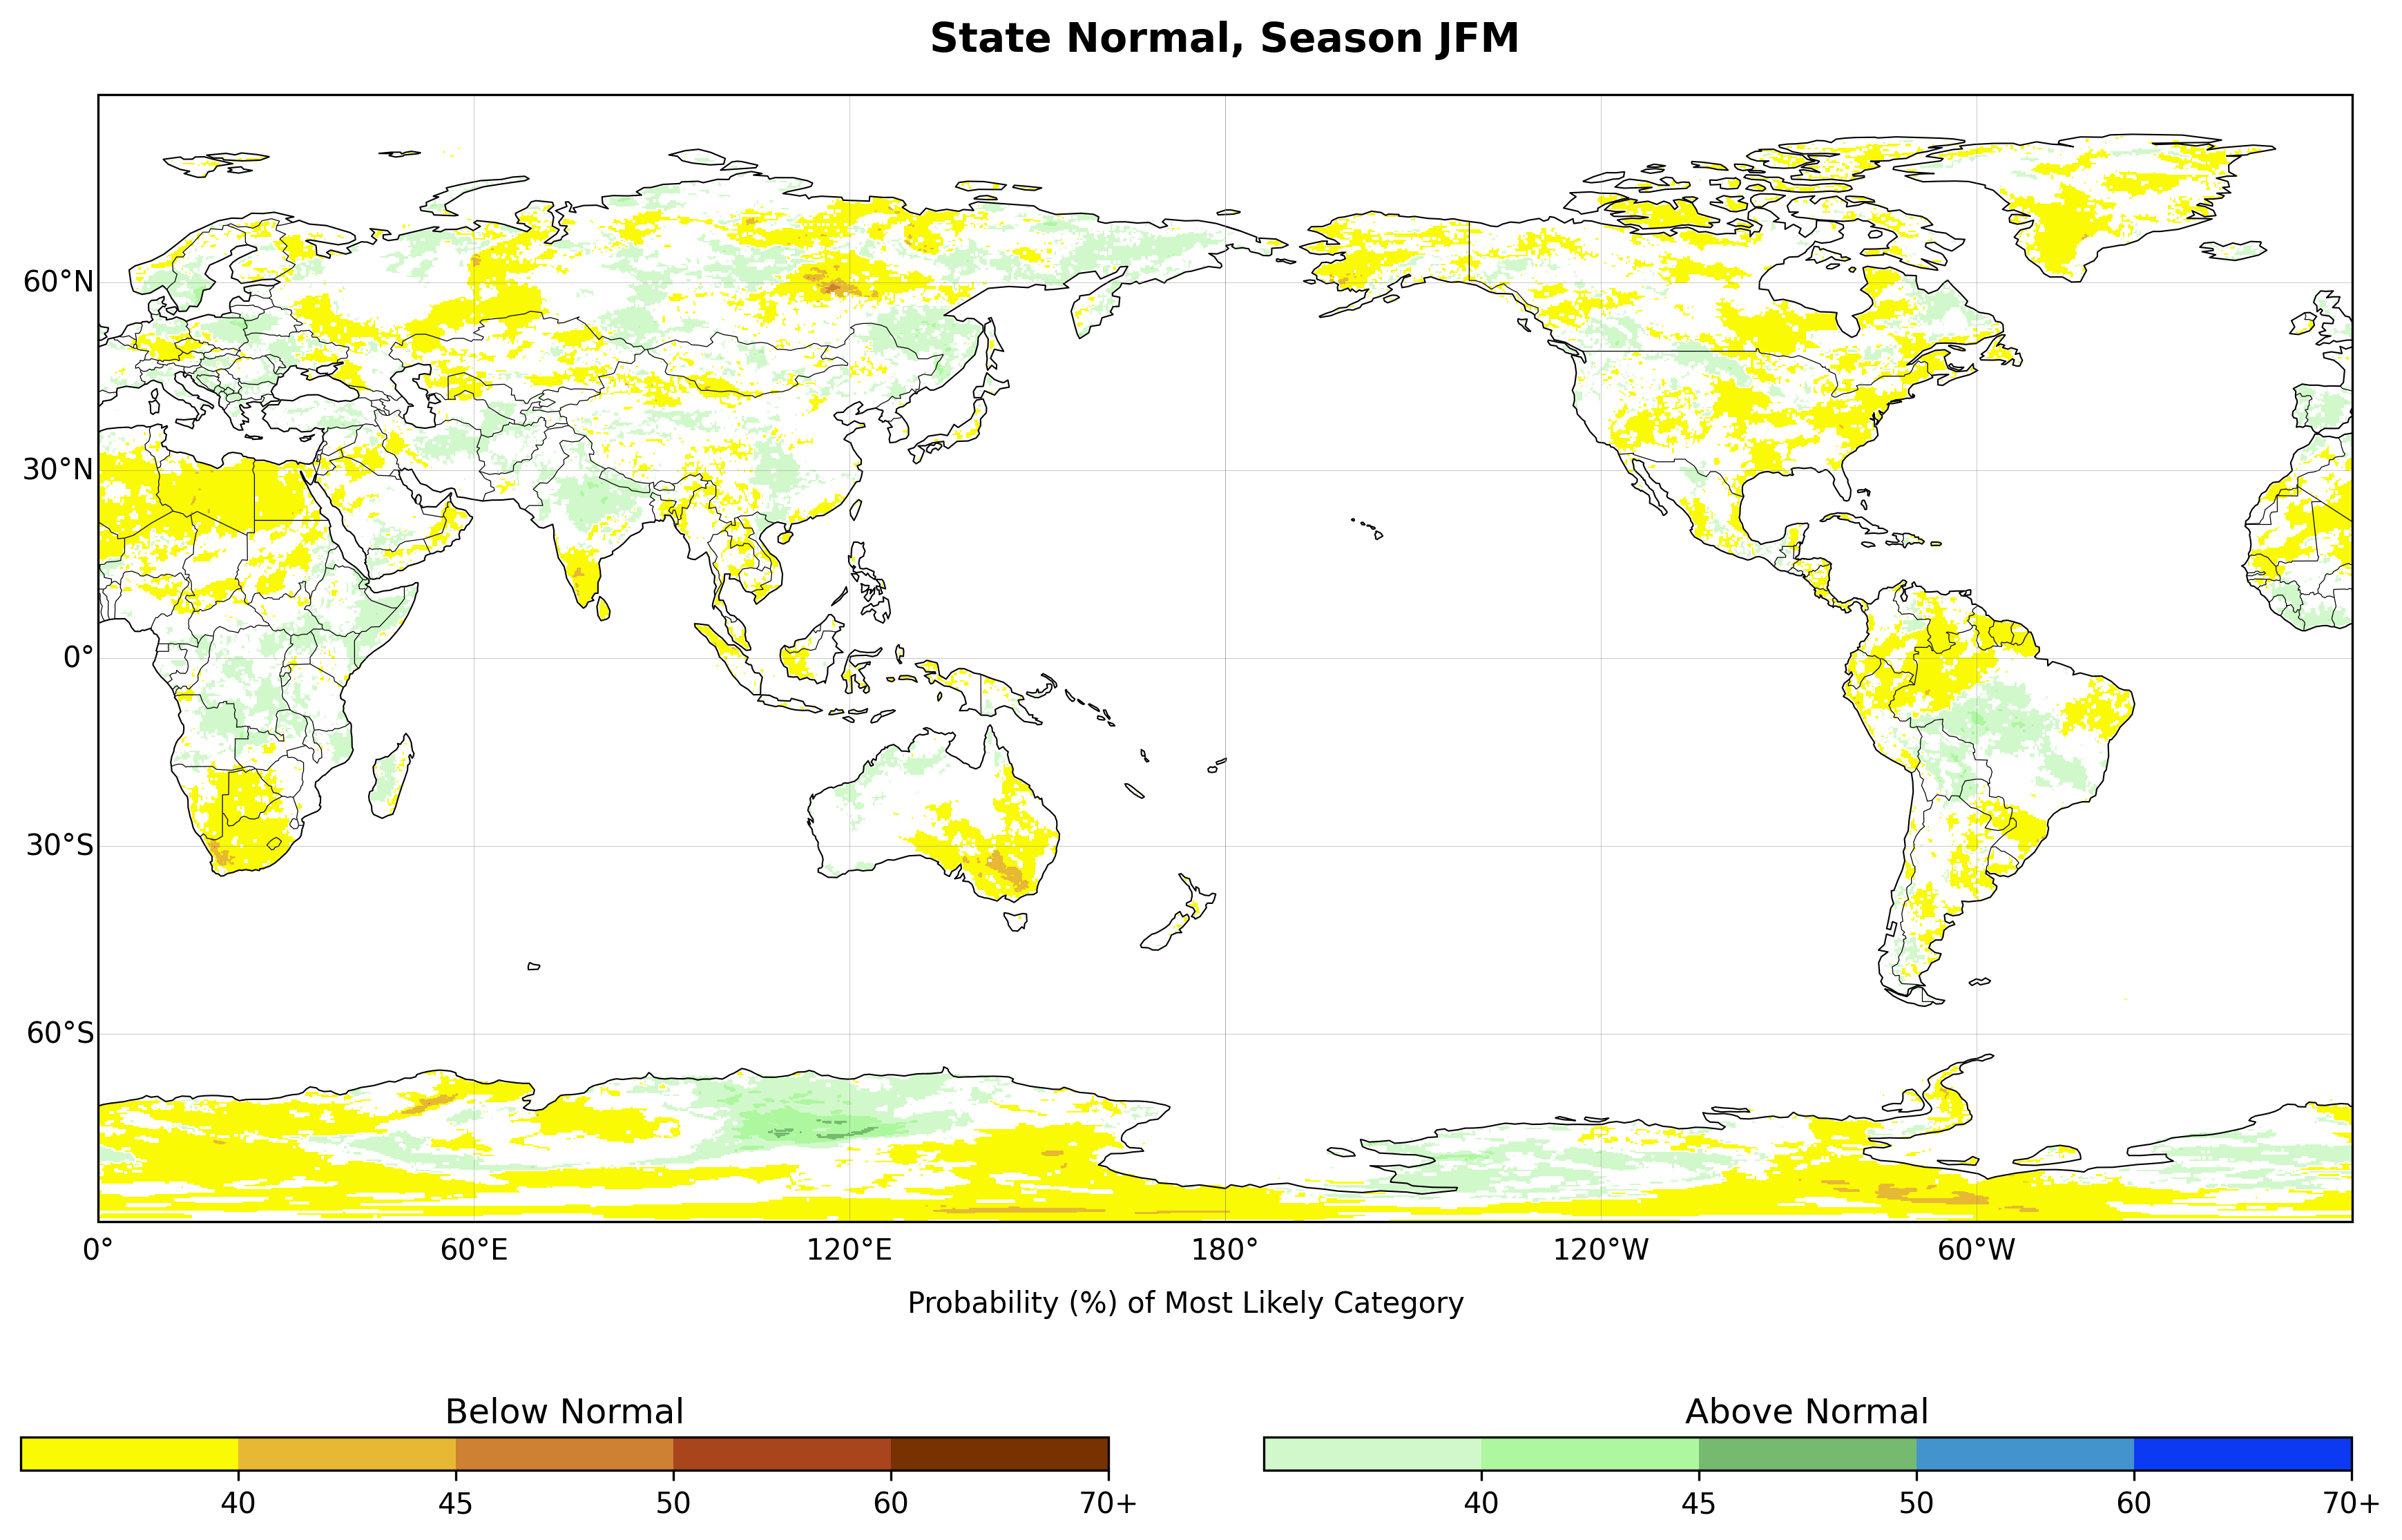 State Normal, Season JFM
60°N
30°N
0°
30°S
60°S
0° 60°E 120°E 180° 120°W 60°W
Probability (%) of Most Likely Category
Below Normal
40 45 50 60 70+
Above Normal
40 45 50 60 70+